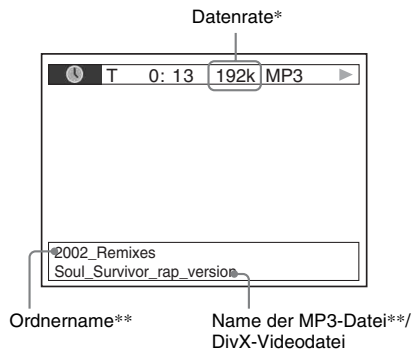 Datenrate*
T 0: 13 192k MP3
2002_Remixes
Soul_Survivor_rap_version
Ordnername**
Name der MP3-Datei**/
DivX-Videodatei